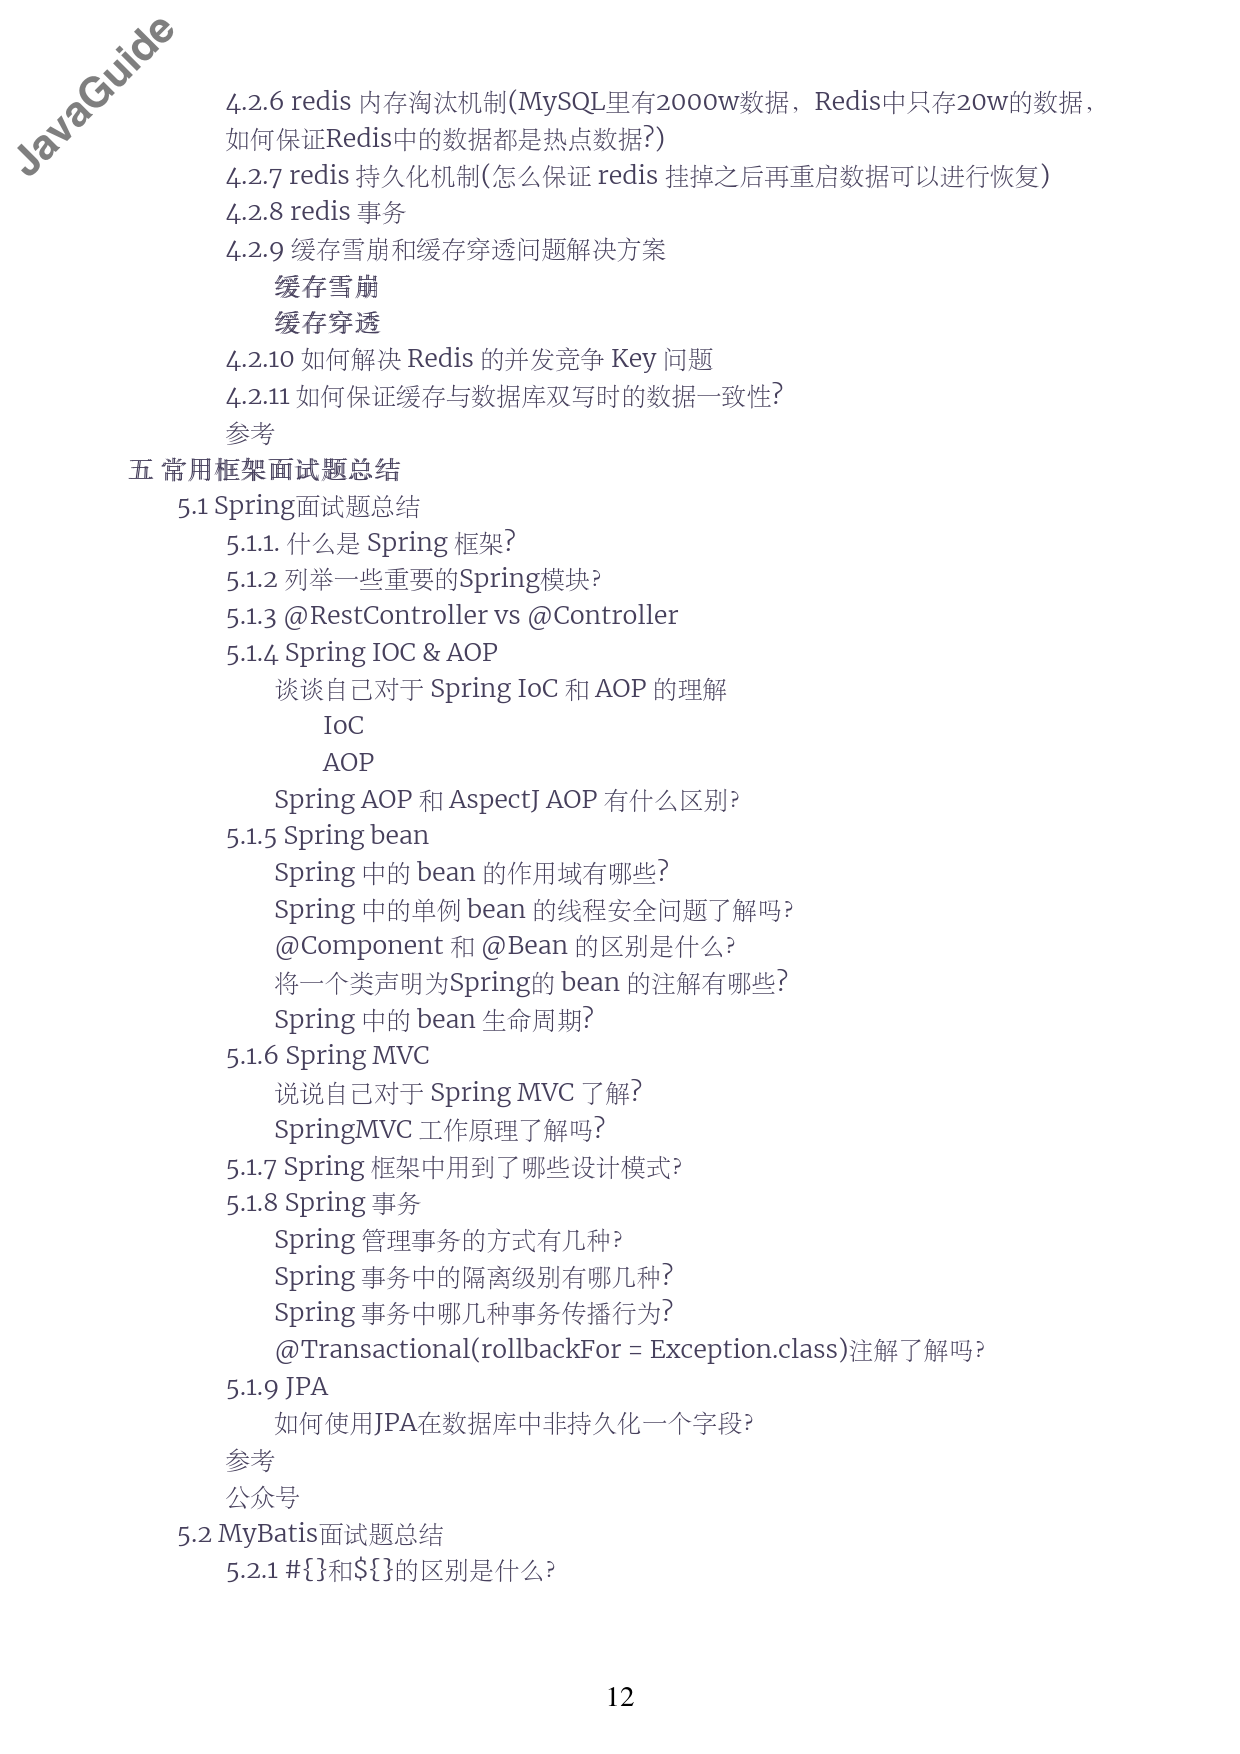 JavaGuide
4.2.6 redis 内存淘汰机制(MySQL里有2000w数据，Redis中只存20w的数据，
如何保证Redis中的数据都是热点数据?)
4.2.7 redis 持久化机制(怎么保证 redis 挂掉之后再重启数据可以进行恢复)
4.2.8 redis 事务
4.2.9 缓存雪崩和缓存穿透问题解决方案
缓存雪崩
缓存穿透
4.2.10 如何解决 Redis 的并发竞争 Key 问题
4.2.11 如何保证缓存与数据库双写时的数据一致性?
参考
五 常用框架面试题总结
5.1 Spring面试题总结
5.1.1. 什么是 Spring 框架?
5.1.2 列举一些重要的Spring模块？
5.1.3 @RestController vs @Controller
5.1.4 Spring IOC & AOP
谈谈自己对于 Spring IoC 和 AOP 的理解
IoC
AOP
Spring AOP 和 AspectJ AOP 有什么区别？
5.1.5 Spring bean
Spring 中的 bean 的作用域有哪些?
Spring 中的单例 bean 的线程安全问题了解吗？
@Component 和 @Bean 的区别是什么？
将一个类声明为Spring的 bean 的注解有哪些?
Spring 中的 bean 生命周期?
5.1.6 Spring MVC
说说自己对于 Spring MVC 了解?
SpringMVC 工作原理了解吗?
5.1.7 Spring 框架中用到了哪些设计模式？
5.1.8 Spring 事务
Spring 管理事务的方式有几种？
Spring 事务中的隔离级别有哪几种?
Spring 事务中哪几种事务传播行为?
@Transactional(rollbackFor = Exception.class)注解了解吗？
5.1.9 JPA
如何使用JPA在数据库中非持久化一个字段？
参考
公众号
5.2 MyBatis面试题总结
5.2.1 #{}和${}的区别是什么？
12